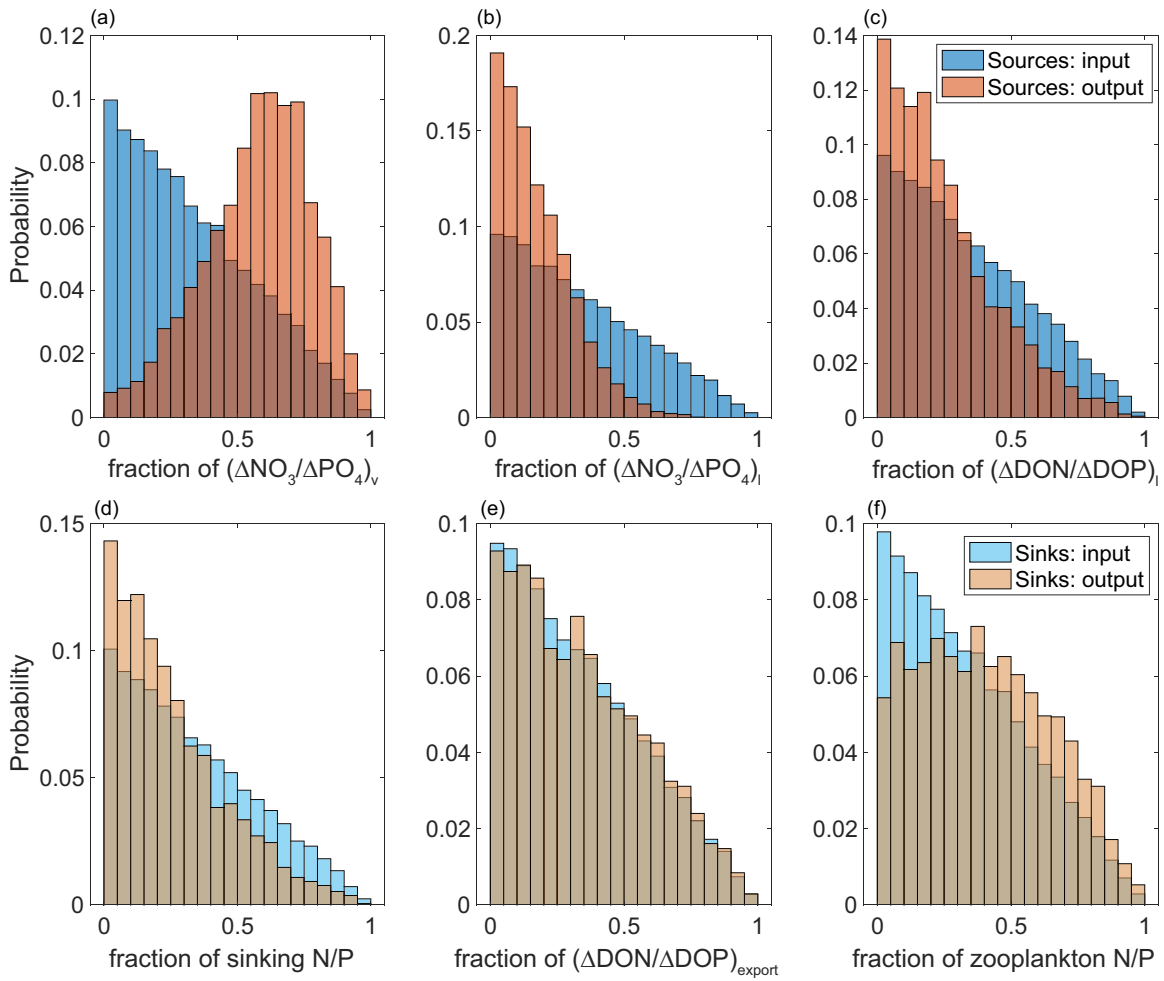 (a)
0.12
0.1
0.08
0.06
0.04
0.02
0
0 0.5 1
Probability
fraction of (ΔNO₃/ΔPO₄)ᵥ
(b)
0.2
0.15
0.1
0.05
0
0 0.5 1
fraction of (ΔNO₃/ΔPO₄)ₗ
(c)
0.14
0.12
0.1
0.08
0.06
0.04
0.02
0
0 0.5 1
Sources: input
Sources: output
fraction of (ΔDON/ΔDOP)ₗ
(d)
0.15
0.1
0.05
0
0 0.5 1
Probability
fraction of sinking N/P
(e)
0.1
0.08
0.06
0.04
0.02
0
0 0.5 1
fraction of (ΔDON/ΔDOP)export
(f)
0.1
0.08
0.06
0.04
0.02
0
0 0.5 1
Sinks: input
Sinks: output
fraction of zooplankton N/P